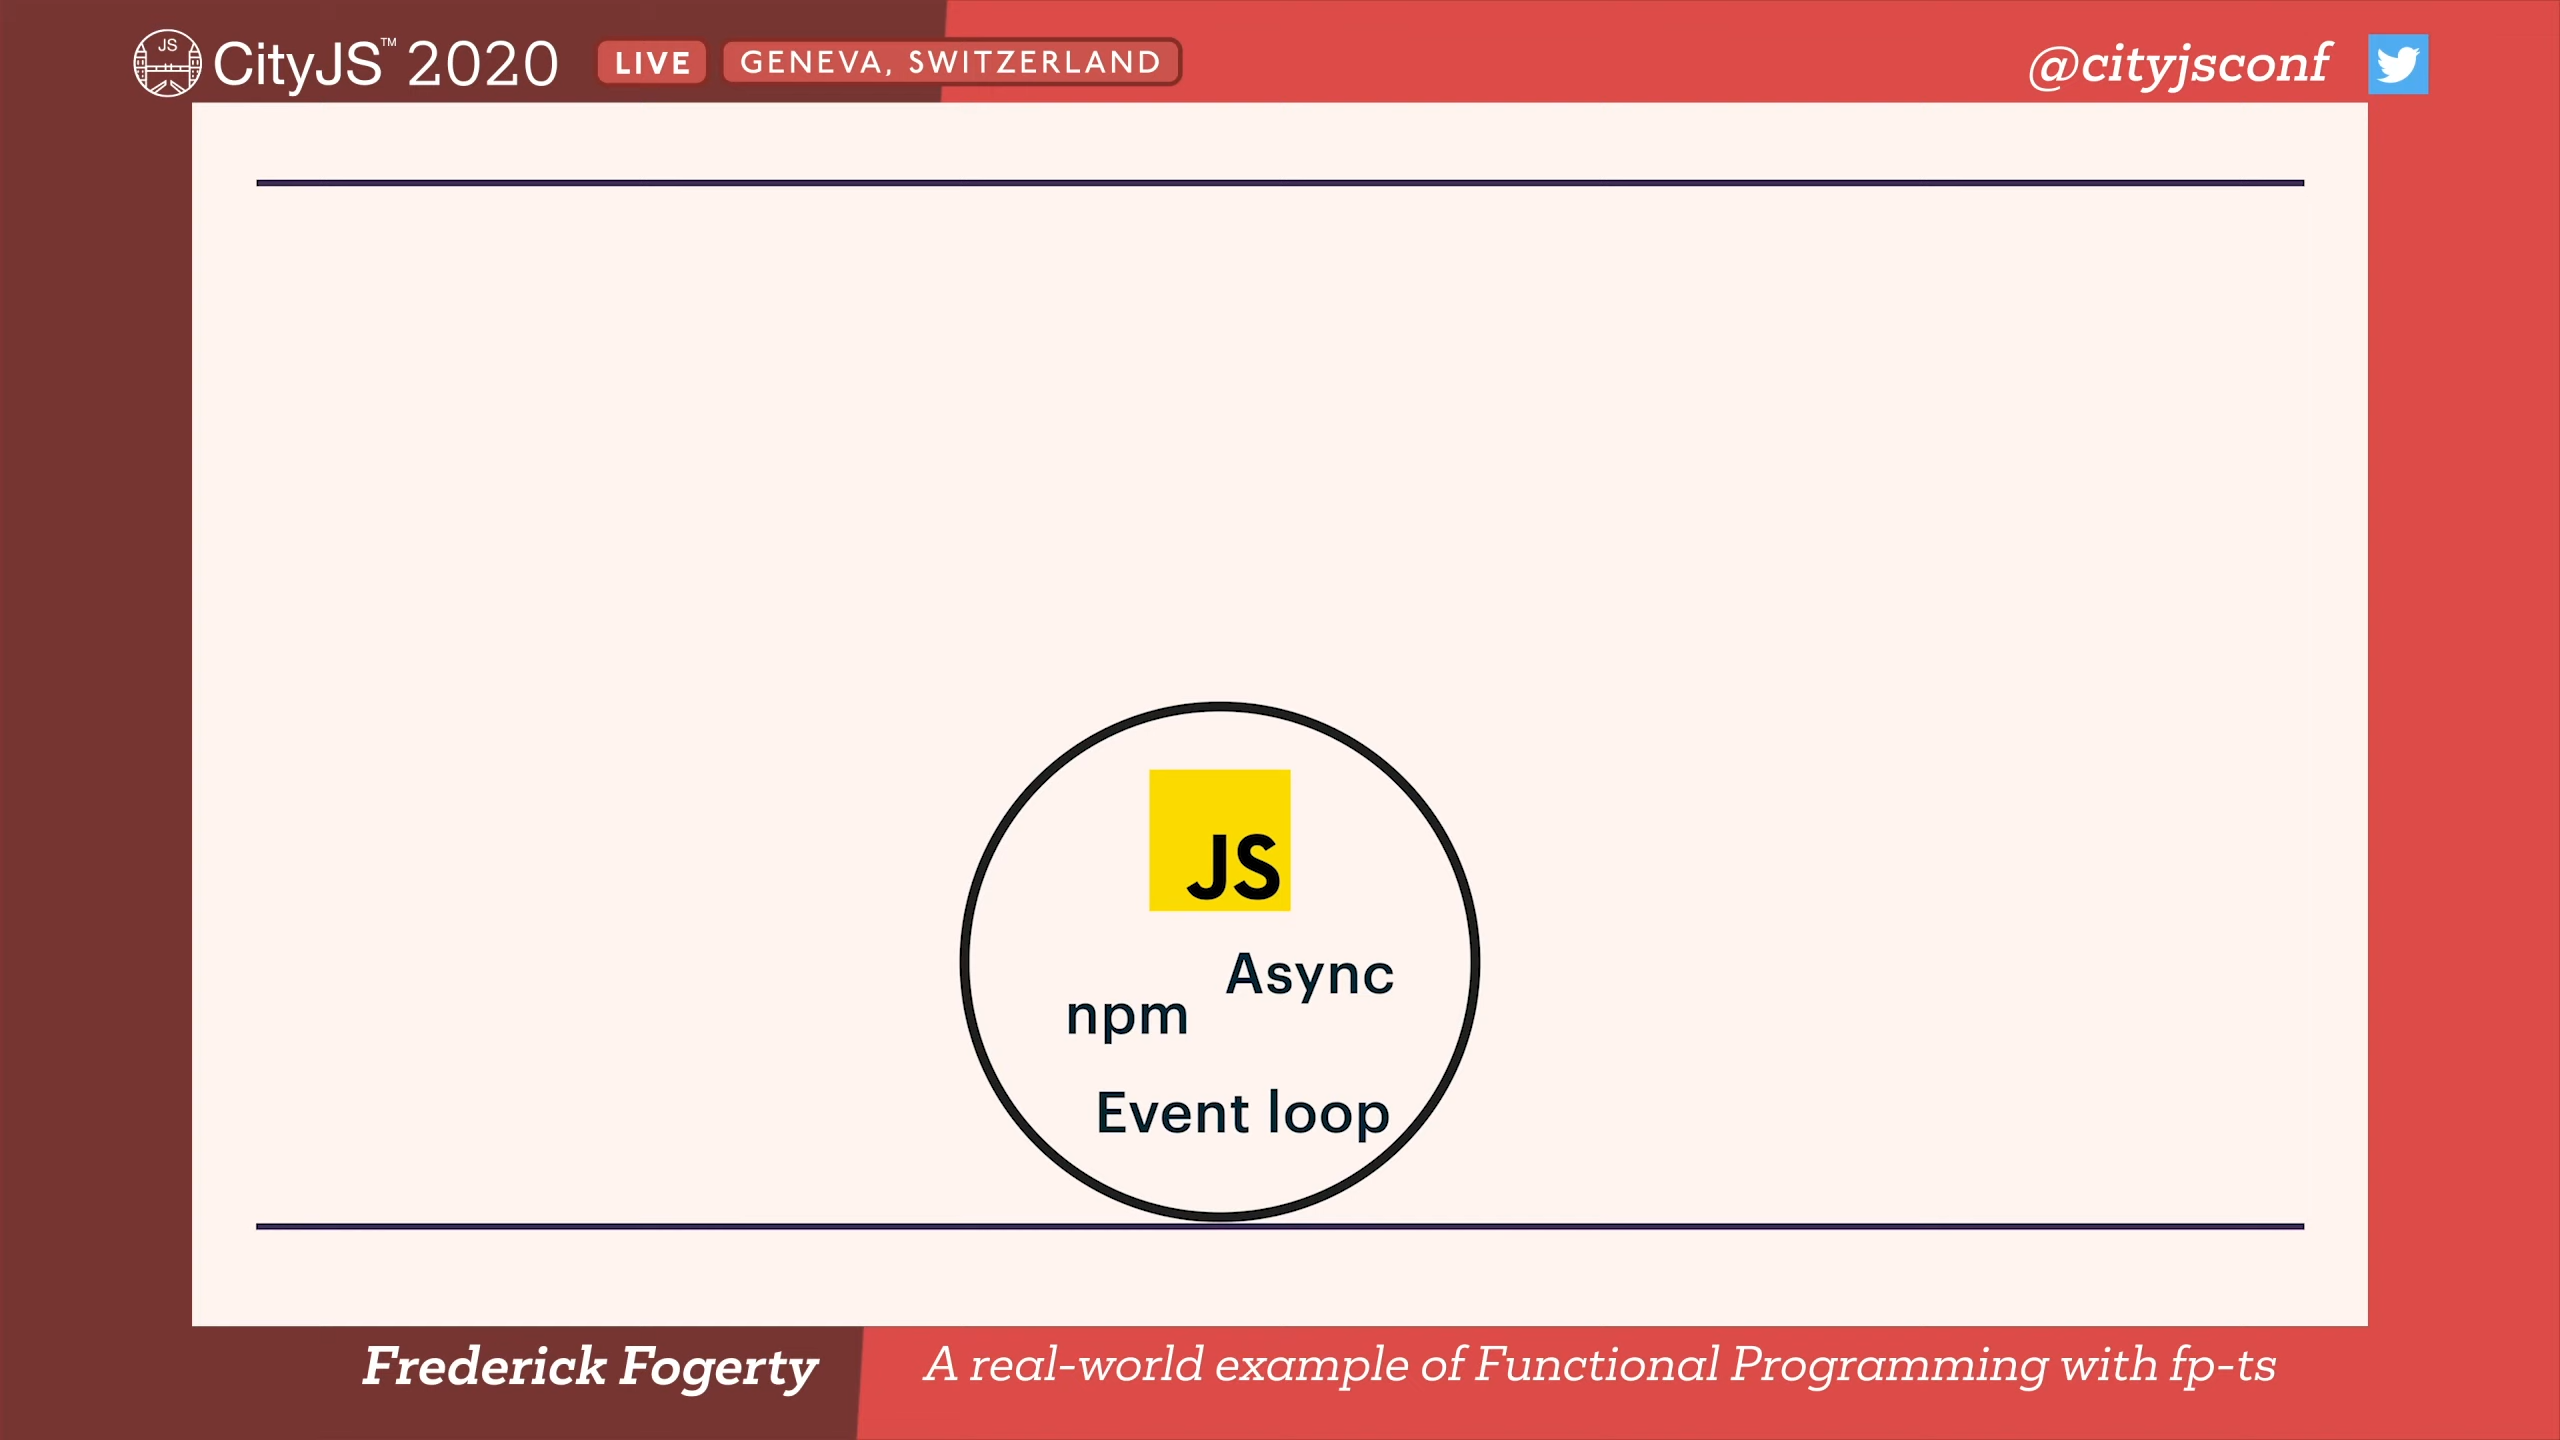 JS
CityJS™ 2020
LIVE
GENEVA, SWITZERLAND
@cityjsconf
JS
Async
npm
Event loop
Frederick Fogerty
A real-world example of Functional Programming with fp-ts